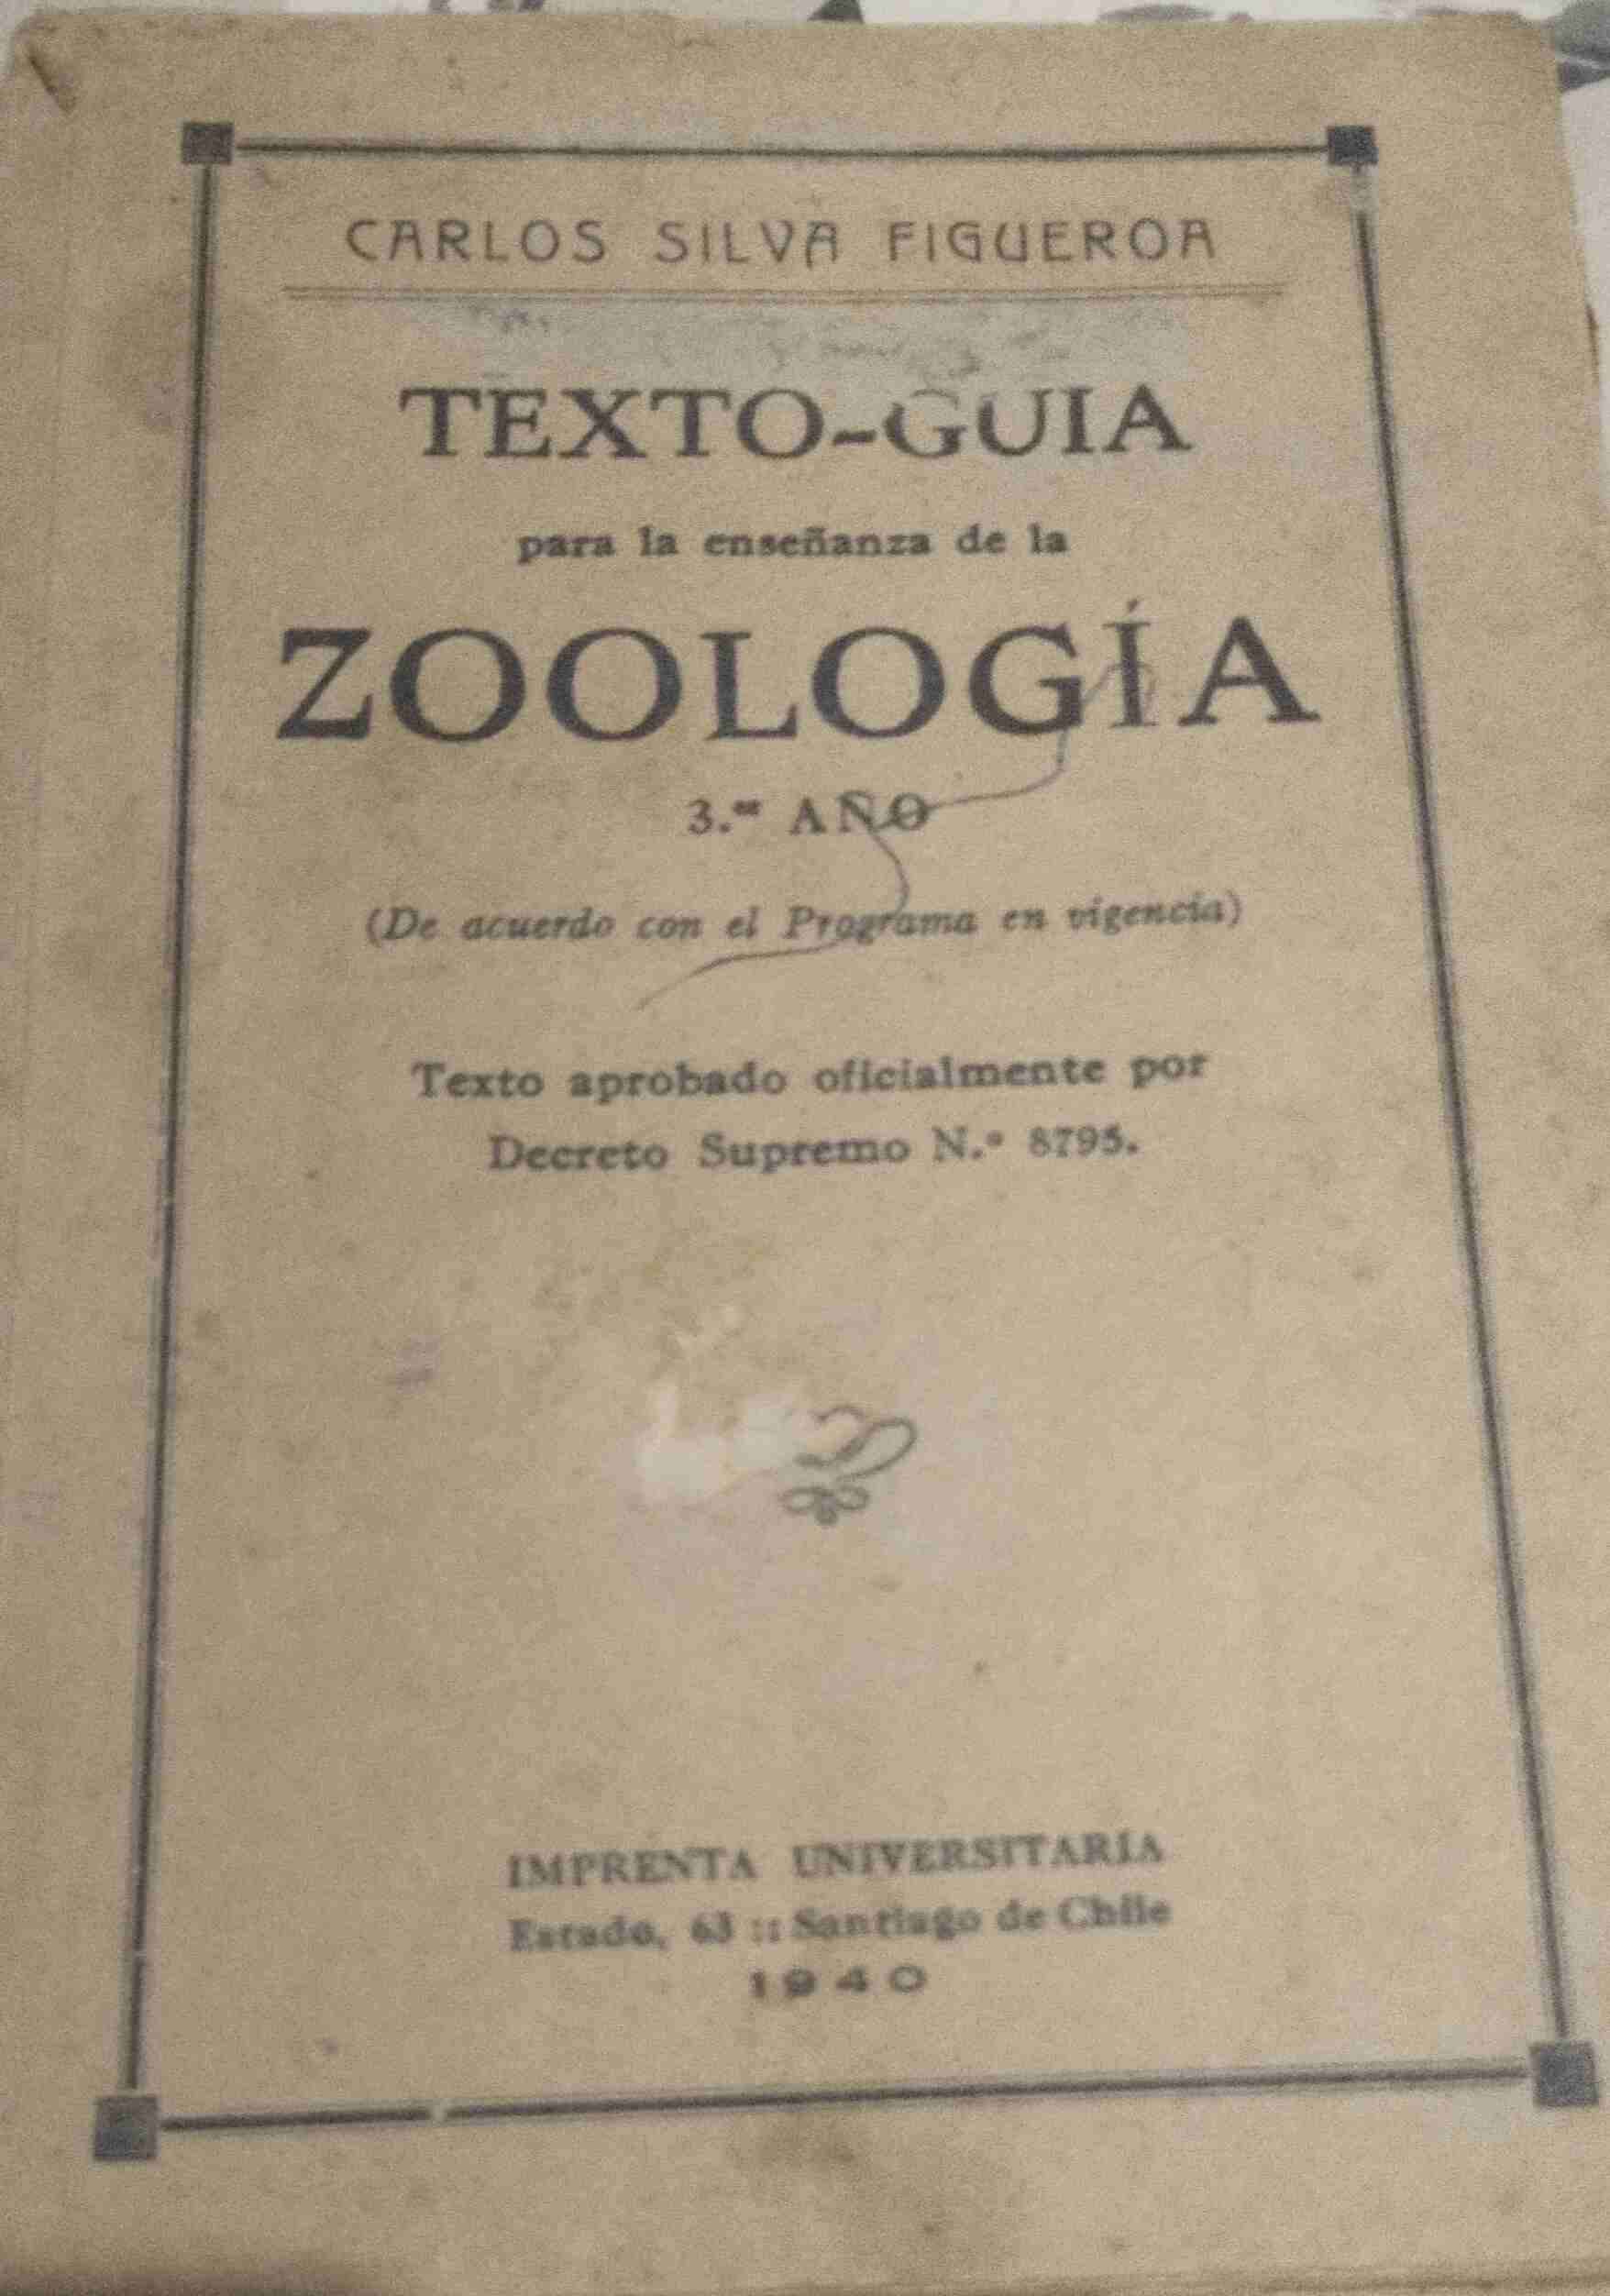 CARLOS SILVA FIGUEROA
TEXTO-GUIA
para la enseñanza de la
ZOOLOGÍA
3.er AÑO
(De acuerdo con el Programa en vigencia)
Texto aprobado oficialmente por
Decreto Supremo N.º 8795.
IMPRENTA UNIVERSITARIA
Estado, 63 :: Santiago de Chile
1940